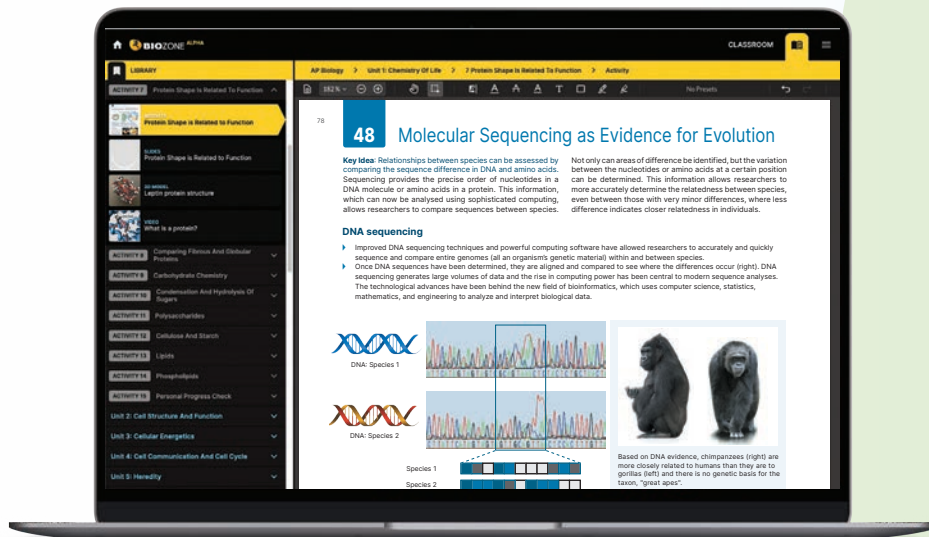 BIOZONE ALPHA
CLASSROOM
LIBRARY
AP Biology > Unit 1: Chemistry Of Life > 7 Protein Shape Is Related To Function > Activity
ACTIVITY 7 Protein Shape Is Related To Function
182%
No Presets
Protein Shape is Related to Function
SLIDES
Protein Shape is Related to Function
3D MODEL
Leptin protein structure
VIDEO
What is a protein?
ACTIVITY 8 Comparing Fibrous And Globular
Proteins
ACTIVITY 9 Carbohydrate Chemistry
ACTIVITY 10 Condensation And Hydrolysis Of
Sugars
ACTIVITY 11 Polysaccharides
ACTIVITY 12 Cellulose And Starch
ACTIVITY 13 Lipids
ACTIVITY 14 Phospholipids
ACTIVITY 15 Personal Progress Check
Unit 2: Cell Structure And Function
Unit 3: Cellular Energetics
Unit 4: Cell Communication And Cell Cycle
Unit 5: Heredity
78
48 Molecular Sequencing as Evidence for Evolution
Key Idea: Relationships between species can be assessed by
comparing the sequence difference in DNA and amino acids.
Sequencing provides the precise order of nucleotides in a
DNA molecule or amino acids in a protein. This information,
which can now be analysed using sophisticated computing,
allows researchers to compare sequences between species.
Not only can areas of difference be identified, but the variation
between the nucleotides or amino acids at a certain position
can be determined. This information allows researchers to
more accurately determine the relatedness between species,
even between those with very minor differences, where less
difference indicates closer relatedness in individuals.
DNA sequencing
Improved DNA sequencing techniques and powerful computing software have allowed researchers to accurately and quickly
sequence and compare entire genomes (all an organism's genetic material) within and between species.
Once DNA sequences have been determined, they are aligned and compared to see where the differences occur (right). DNA
sequencing generates large volumes of data and the rise in computing power has been central to modern sequence analyses.
The technological advances have been behind the new field of bioinformatics, which uses computer science, statistics,
mathematics, and engineering to analyze and interpret biological data.
DNA: Species 1
DNA: Species 2
Species 1
Species 2
Based on DNA evidence, chimpanzees (right) are
more closely related to humans than they are to
gorillas (left) and there is no genetic basis for the
taxon, "great apes".